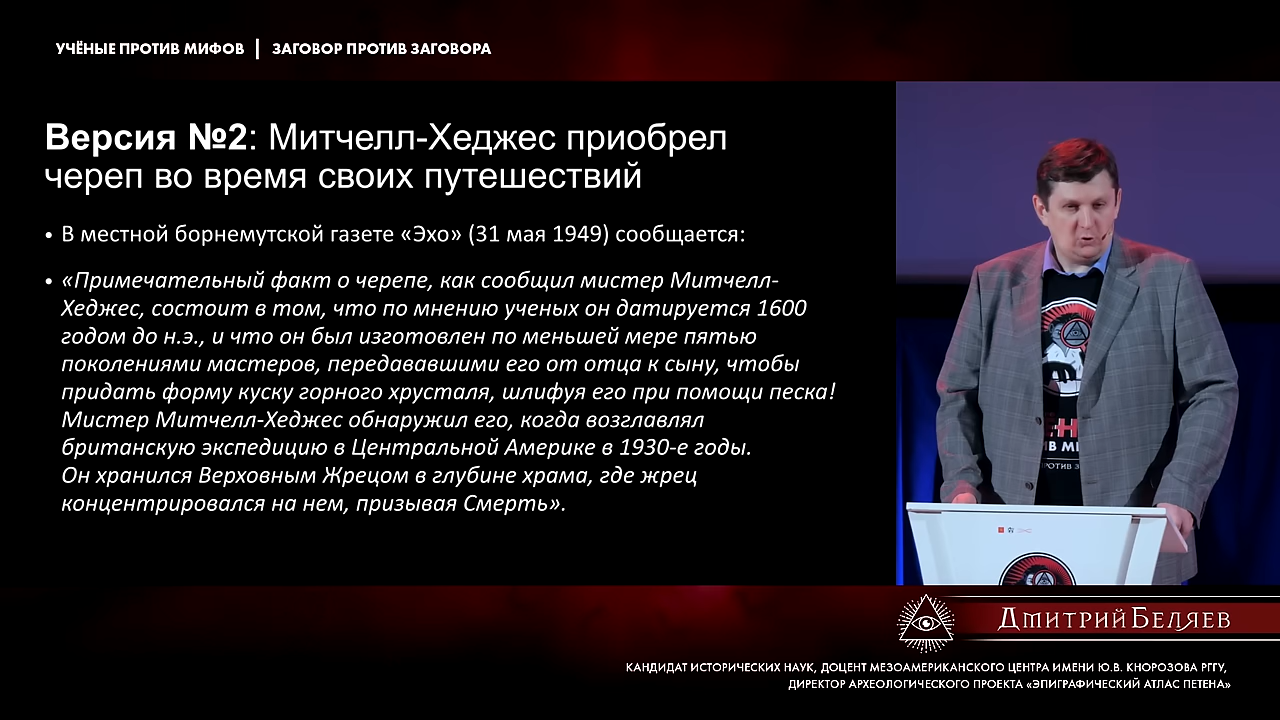 УЧЁНЫЕ ПРОТИВ МИФОВ | ЗАГОВОР ПРОТИВ ЗАГОВОРА
Версия №2: Митчелл-Хеджес приобрел
череп во время своих путешествий
• В местной борнемутской газете «Эхо» (31 мая 1949) сообщается:
• «Примечательный факт о черепе, как сообщил мистер Митчелл-
Хеджес, состоит в том, что по мнению ученых он датируется 1600
годом до н.э., и что он был изготовлен по меньшей мере пятью
поколениями мастеров, передававшими его от отца к сыну, чтобы
придать форму куску горного хрусталя, шлифуя его при помощи песка!
Мистер Митчелл-Хеджес обнаружил его, когда возглавлял
британскую экспедицию в Центральной Америке в 1930-е годы.
Он хранился Верховным Жрецом в глубине храма, где жрец
концентрировался на нем, призывая Смерть».
ДМИТРИЙ БЕЛЯЕВ
КАНДИДАТ ИСТОРИЧЕСКИХ НАУК, ДОЦЕНТ МЕЗОАМЕРИКАНСКОГО ЦЕНТРА ИМЕНИ Ю.В. КНОРОЗОВА РГГУ,
ДИРЕКТОР АРХЕОЛОГИЧЕСКОГО ПРОЕКТА «ЭПИГРАФИЧЕСКИЙ АТЛАС ПЕТЕНА»